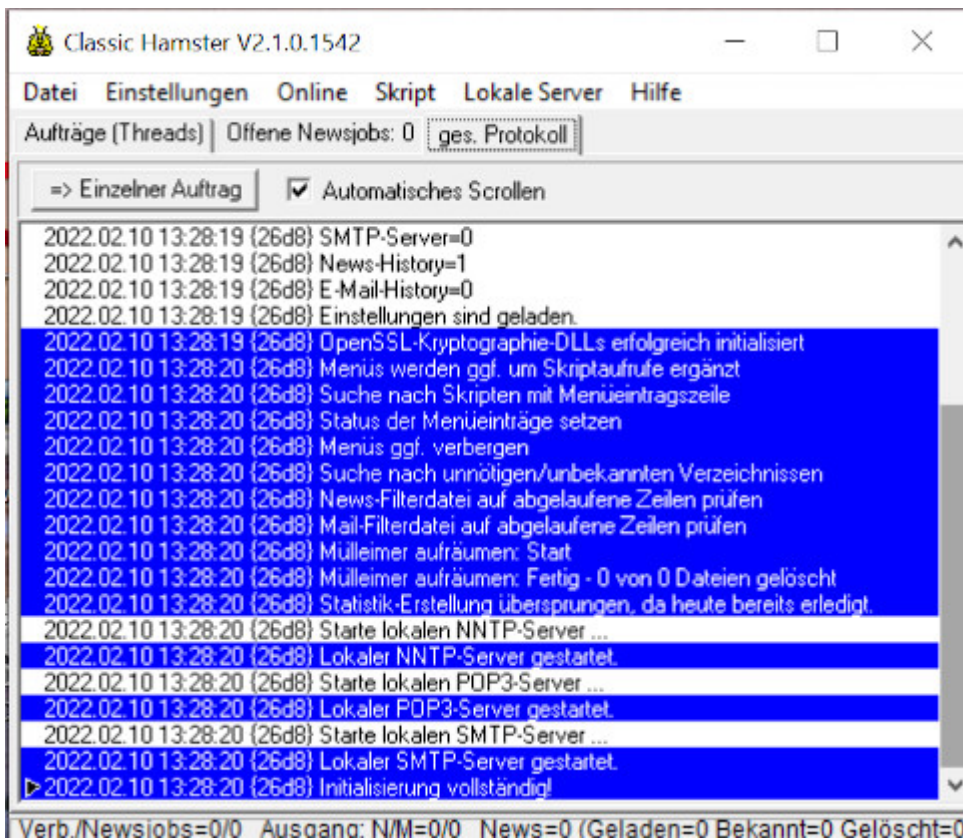 Classic Hamster V2.1.0.1542
Datei Einstellungen Online Skript Lokale Server Hilfe
Aufträge (Threads) Offene Newsjobs: 0 ges. Protokoll
=> Einzelner Auftrag Automatisches Scrollen
2022.02.10 13:28:19 {26d8} SMTP-Server=0
2022.02.10 13:28:19 {26d8} News-History=1
2022.02.10 13:28:19 {26d8} E-Mail-History=0
2022.02.10 13:28:19 {26d8} Einstellungen sind geladen.
2022.02.10 13:28:19 {26d8} OpenSSL-Kryptographie-DLLs erfolgreich initialisiert
2022.02.10 13:28:20 {26d8} Menüs werden ggf. um Skriptaufrufe ergänzt
2022.02.10 13:28:20 {26d8} Suche nach Skripten mit Menüeintragszeile
2022.02.10 13:28:20 {26d8} Status der Menüeinträge setzen
2022.02.10 13:28:20 {26d8} Menüs ggf. verbergen
2022.02.10 13:28:20 {26d8} Suche nach unnötigen/unbekannten Verzeichnissen
2022.02.10 13:28:20 {26d8} News-Filterdatei auf abgelaufene Zeilen prüfen
2022.02.10 13:28:20 {26d8} Mail-Filterdatei auf abgelaufene Zeilen prüfen
2022.02.10 13:28:20 {26d8} Mülleimer aufräumen: Start
2022.02.10 13:28:20 {26d8} Mülleimer aufräumen: Fertig - 0 von 0 Dateien gelöscht
2022.02.10 13:28:20 {26d8} Statistik-Erstellung übersprungen, da heute bereits erledigt.
2022.02.10 13:28:20 {26d8} Starte lokalen NNTP-Server ...
2022.02.10 13:28:20 {26d8} Lokaler NNTP-Server gestartet.
2022.02.10 13:28:20 {26d8} Starte lokalen POP3-Server ...
2022.02.10 13:28:20 {26d8} Lokaler POP3-Server gestartet.
2022.02.10 13:28:20 {26d8} Starte lokalen SMTP-Server ...
2022.02.10 13:28:20 {26d8} Lokaler SMTP-Server gestartet.
2022.02.10 13:28:20 {26d8} Initialisierung vollständig!
Verb./Newsjobs=0/0 Ausgang: N/M=0/0 News=0 (Geladen=0 Bekannt=0 Gelöscht=0